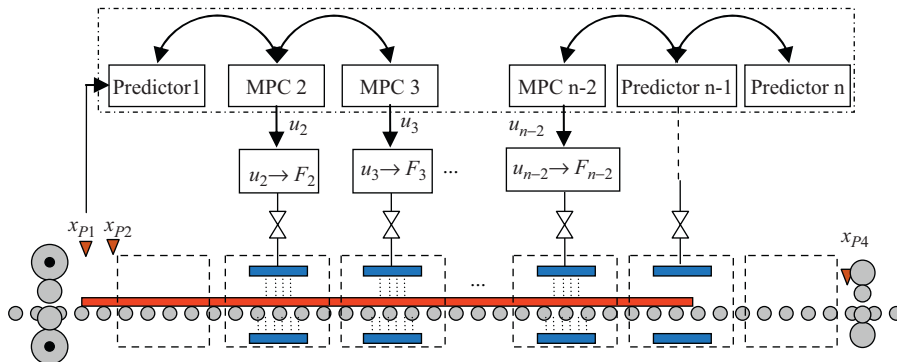 Predictor1 MPC 2 MPC 3 MPC n-2 Predictor n-1 Predictor n
u2 u3 un–2
u2→ F2 u3→ F3 ... un–2→ Fn–2
xP1 xP2 xP4
...